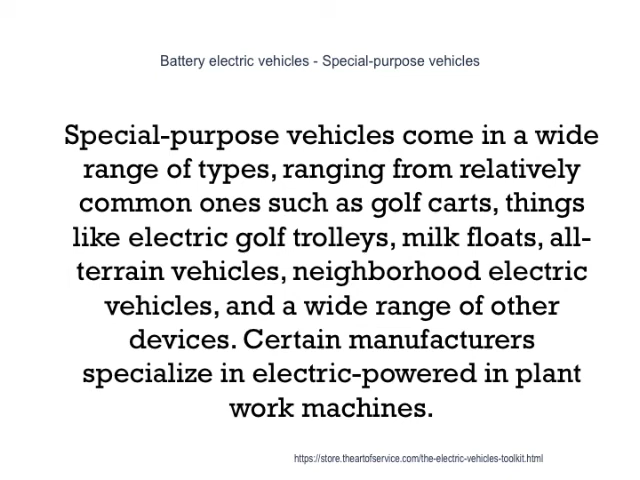 Battery electric vehicles - Special-purpose vehicles
Special-purpose vehicles come in a wide
range of types, ranging from relatively
common ones such as golf carts, things
like electric golf trolleys, milk floats, all-
terrain vehicles, neighborhood electric
vehicles, and a wide range of other
devices. Certain manufacturers
specialize in electric-powered in plant
work machines.
https://store.theartofservice.com/the-electric-vehicles-toolkit.html